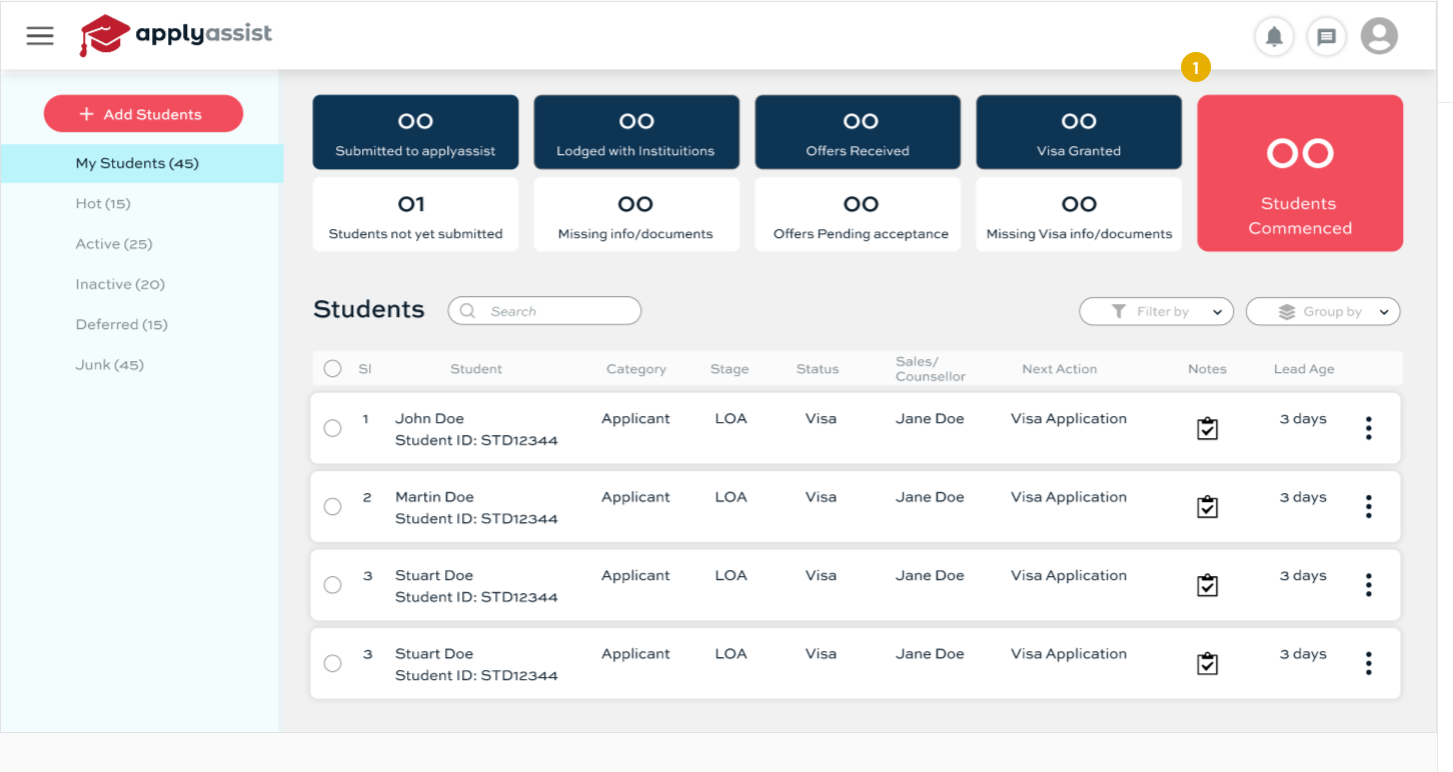 applyassist
1
+ Add Students
My Students (45)
Hot (15)
Active (25)
Inactive (20)
Deferred (15)
Junk (45)
00
Submitted to applyassist
00
Lodged with Instituitions
00
Offers Received
00
Visa Granted
00
Students
Commenced
01
Students not yet submitted
00
Missing info/documents
00
Offers Pending acceptance
00
Missing Visa info/documents
Students
Search
Filter by
Group by
Sl Student Category Stage Status Sales/ Next Action Notes Lead Age
Counsellor
1 John Doe Applicant LOA Visa Jane Doe Visa Application 3 days
Student ID: STD12344
2 Martin Doe Applicant LOA Visa Jane Doe Visa Application 3 days
Student ID: STD12344
3 Stuart Doe Applicant LOA Visa Jane Doe Visa Application 3 days
Student ID: STD12344
3 Stuart Doe Applicant LOA Visa Jane Doe Visa Application 3 days
Student ID: STD12344